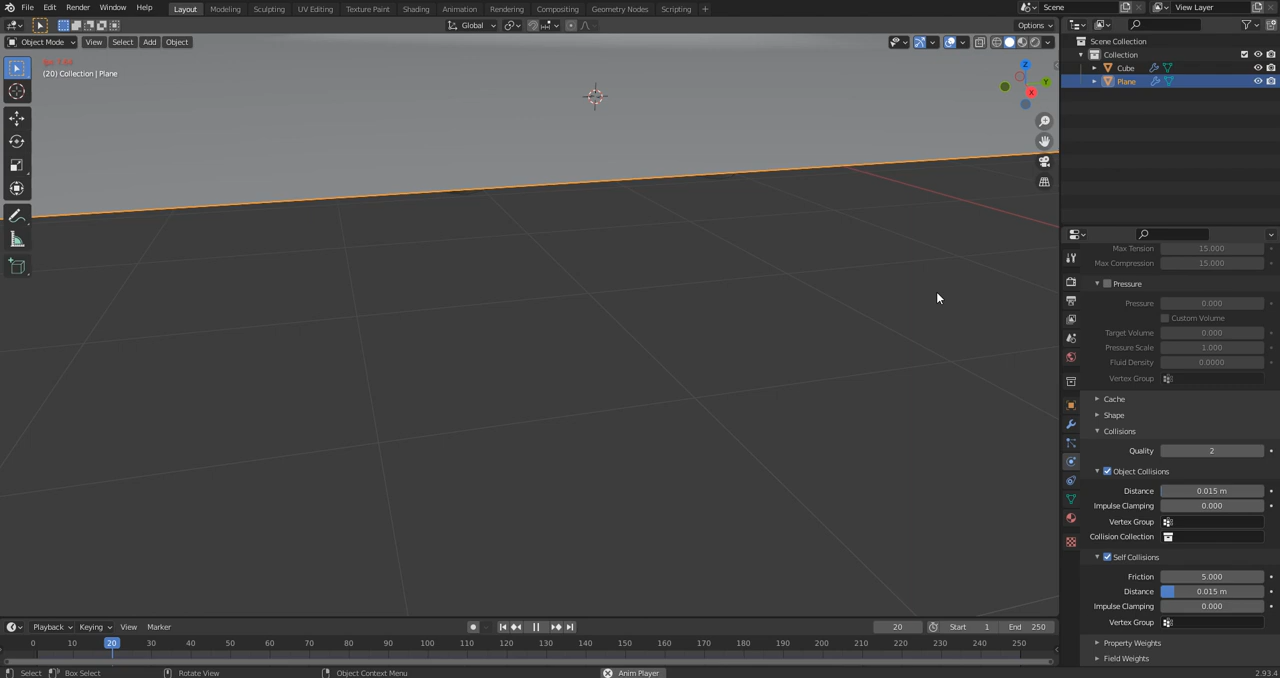 File Edit Render Window Help Layout Modeling Sculpting UV Editing Texture Paint Shading Animation Rendering Compositing Geometry Nodes Scripting + Scene View Layer
Global Options
Object Mode View Select Add Object
(20) Collection | Plane
Z
Y
X
Scene Collection
Collection
Cube
Plane
Max Tension 15.000
Max Compression 15.000
Pressure
Pressure 0.000
Custom Volume
Target Volume 0.000
Pressure Scale 1.000
Fluid Density 0.0000
Vertex Group
Cache
Shape
Collisions
Quality 2
Object Collisions
Distance 0.015 m
Impulse Clamping 0.000
Vertex Group
Collision Collection
Self Collisions
Friction 5.000
Distance 0.015 m
Impulse Clamping 0.000
Vertex Group
Property Weights
Field Weights
Playback Keying View Marker 20 Start 1 End 250
0 10 20 30 40 50 60 70 80 90 100 110 120 130 140 150 160 170 180 190 200 210 220 230 240 250
Select Box Select Rotate View Object Context Menu Anim Player 2.93.4